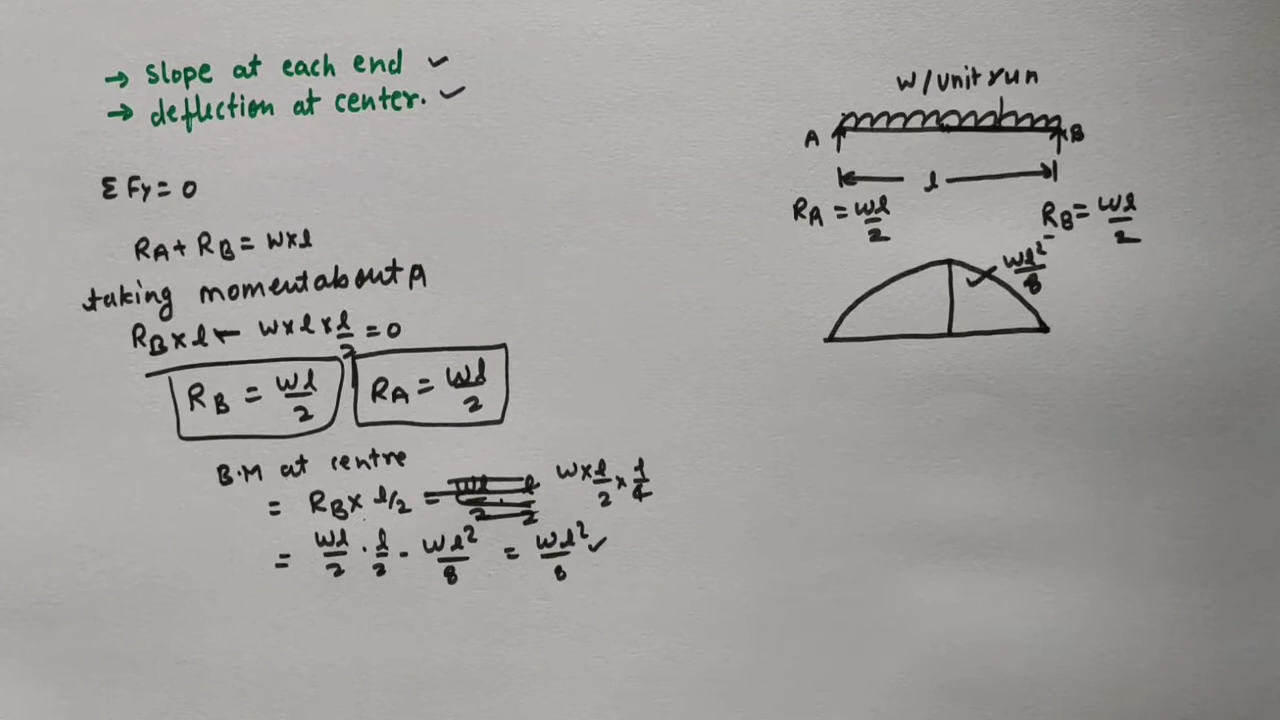 → slope at each end ✓
→ deflection at center. ✓
Σ Fy = 0
RA + RB = w×l
taking moment about A
RB×l - w×l×l/2 = 0
RB = wl/2
RA = wl/2
B.M at centre
= RB × l/2 - w×l/2×l/4
= wl/2 . l/2 - wl²/8 = wl²/8 ✓
w/unit run
A B
l
RA = wl/2 RB = wl/2
wl²/8